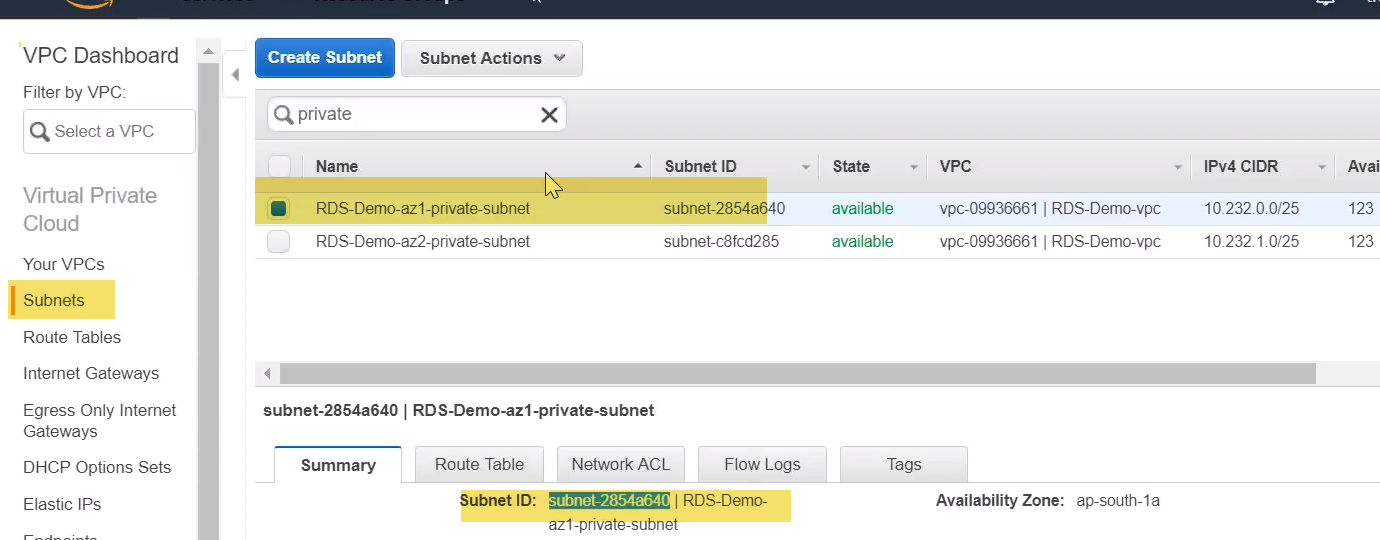 VPC Dashboard
Filter by VPC:
Select a VPC
Virtual Private
Cloud
Your VPCs
Subnets
Route Tables
Internet Gateways
Egress Only Internet
Gateways
DHCP Options Sets
Elastic IPs
Endpoints
Create Subnet Subnet Actions
private
Name Subnet ID State VPC IPv4 CIDR Avai
RDS-Demo-az1-private-subnet subnet-2854a640 available vpc-09936661 | RDS-Demo-vpc 10.232.0.0/25 123
RDS-Demo-az2-private-subnet subnet-c8fcd285 available vpc-09936661 | RDS-Demo-vpc 10.232.1.0/25 123
subnet-2854a640 | RDS-Demo-az1-private-subnet
Summary Route Table Network ACL Flow Logs Tags
Subnet ID: subnet-2854a640 | RDS-Demo- Availability Zone: ap-south-1a
az1-private-subnet